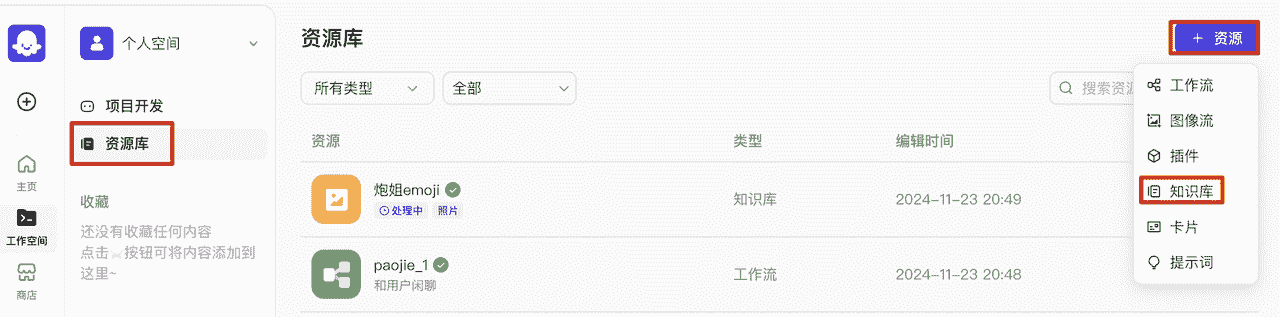 个人空间
资源库
+ 资源
所有类型
全部
搜索资源
工作流
图像流
插件
知识库
卡片
提示词
项目开发
资源库
资源
类型
编辑时间
主页
工作空间
商店
收藏
还没有收藏任何内容
点击☆按钮可将内容添加到
这里~
炮姐emoji
处理中 照片
知识库
2024-11-23 20:49
paojie_1
和用户闲聊
工作流
2024-11-23 20:48